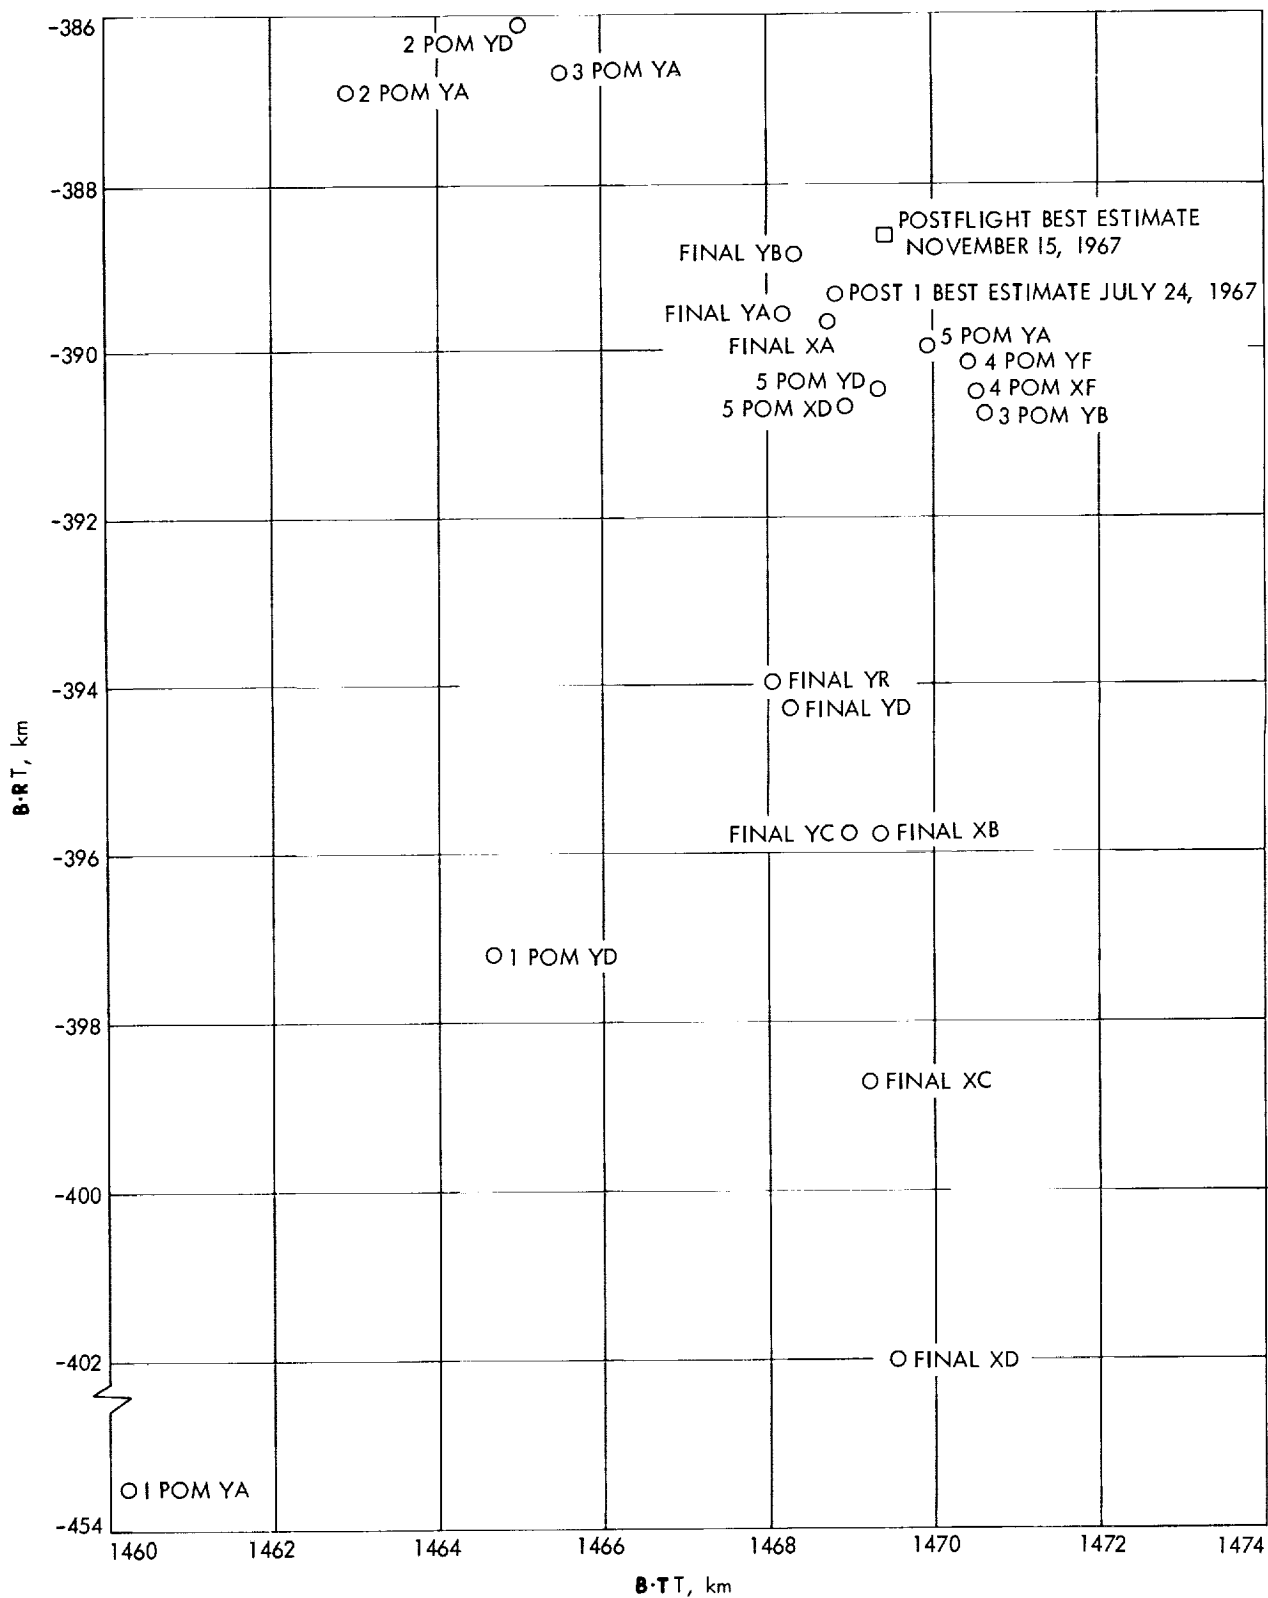 -386
2 POM YD
3 POM YA
2 POM YA
-388
POSTFLIGHT BEST ESTIMATE
NOVEMBER 15, 1967
FINAL YB
POST 1 BEST ESTIMATE JULY 24, 1967
FINAL YA
FINAL XA
5 POM YA
-390
4 POM YF
5 POM YD
4 POM XF
5 POM XD
3 POM YB
-392
-394
FINAL YR
FINAL YD
B·RT, km
FINAL YC
FINAL XB
-396
1 POM YD
-398
FINAL XC
-400
-402
FINAL XD
1 POM YA
-454
1460 1462 1464 1466 1468 1470 1472 1474
B·TT, km